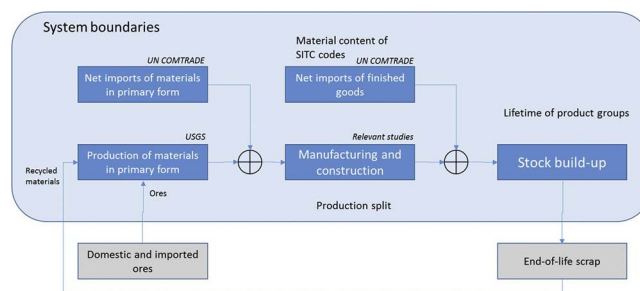 System boundaries
Material content of
SITC codes
UN COMTRADE
UN COMTRADE
Net imports of materials
in primary form
Net imports of finished
goods
Lifetime of product groups
USGS
Relevant studies
Production of materials
in primary form
Manufacturing and
construction
Stock build-up
Recycled
materials
Ores
Production split
Domestic and imported
ores
End-of-life scrap